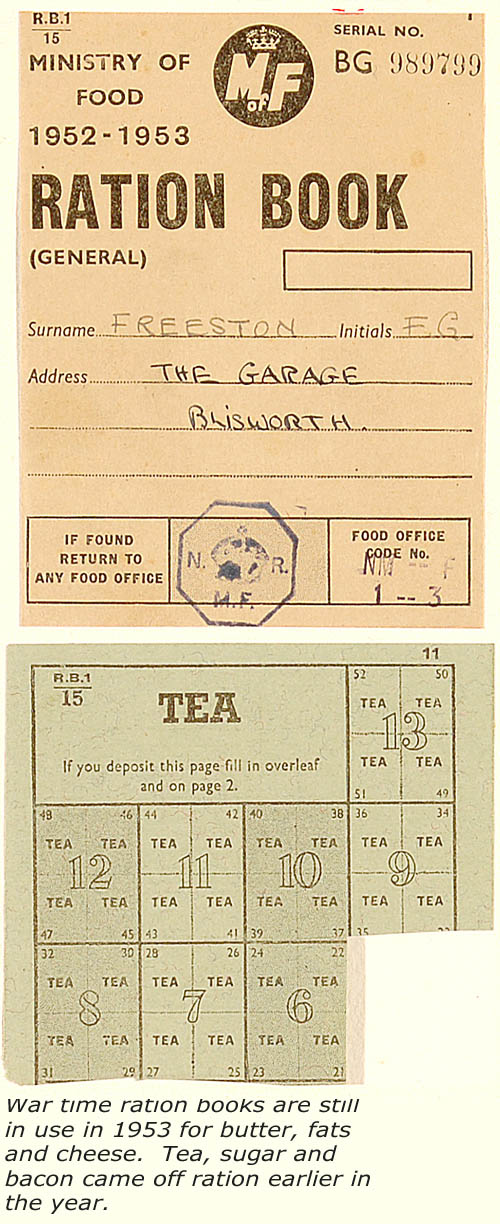 R.B.1
15
MINISTRY OF
FOOD
1952-1953
M of F
SERIAL NO.
BG 989799
RATION BOOK
(GENERAL)
Surname FREESTON Initials E G
Address THE GARAGE
BLISWORTH.
IF FOUND
RETURN TO
ANY FOOD OFFICE
N. R.
M.F.
FOOD OFFICE
CODE No.
NM -- F
1 -- 3
11
R.B.1
15
TEA
If you deposit this page fill in overleaf
and on page 2.
52 50
TEA TEA
13
TEA TEA
51 49
48 46 44 42 40 38 36 34
TEA TEA TEA TEA TEA TEA TEA TEA
12 11 10 9
TEA TEA TEA TEA TEA TEA TEA TEA
47 45 43 41 39 37 35 33
32 30 28 26 24 22
TEA TEA TEA TEA TEA TEA
8 7 6
TEA TEA TEA TEA TEA TEA
31 29 27 25 23 21
War time ration books are still
in use in 1953 for butter, fats
and cheese. Tea, sugar and
bacon came off ration earlier in
the year.